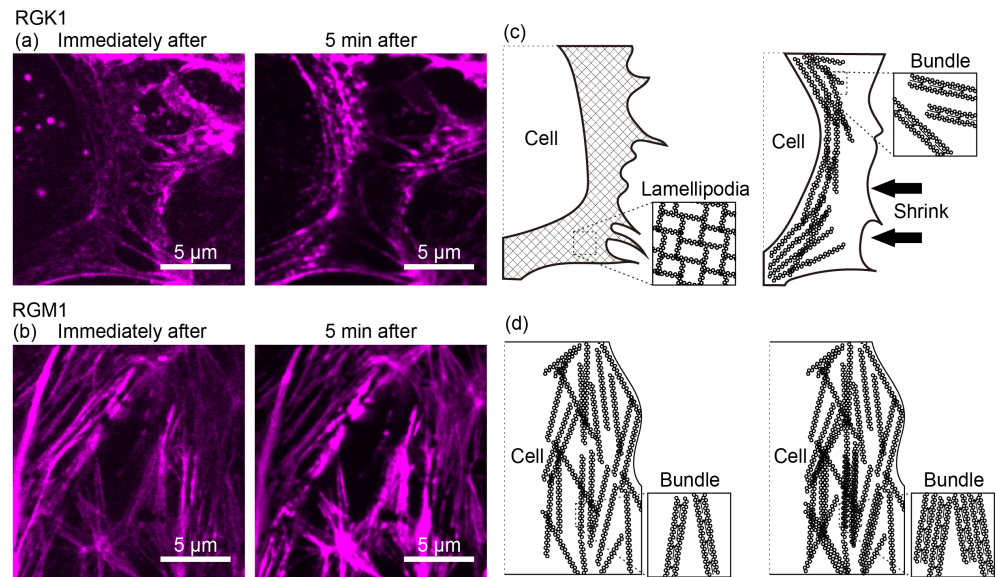 RGK1
(a) Immediately after
5 min after
5 µm
5 µm
(c)
Cell
Lamellipodia
Cell
Bundle
Shrink
RGM1
(b) Immediately after
5 min after
5 µm
5 µm
(d)
Cell
Bundle
Cell
Bundle